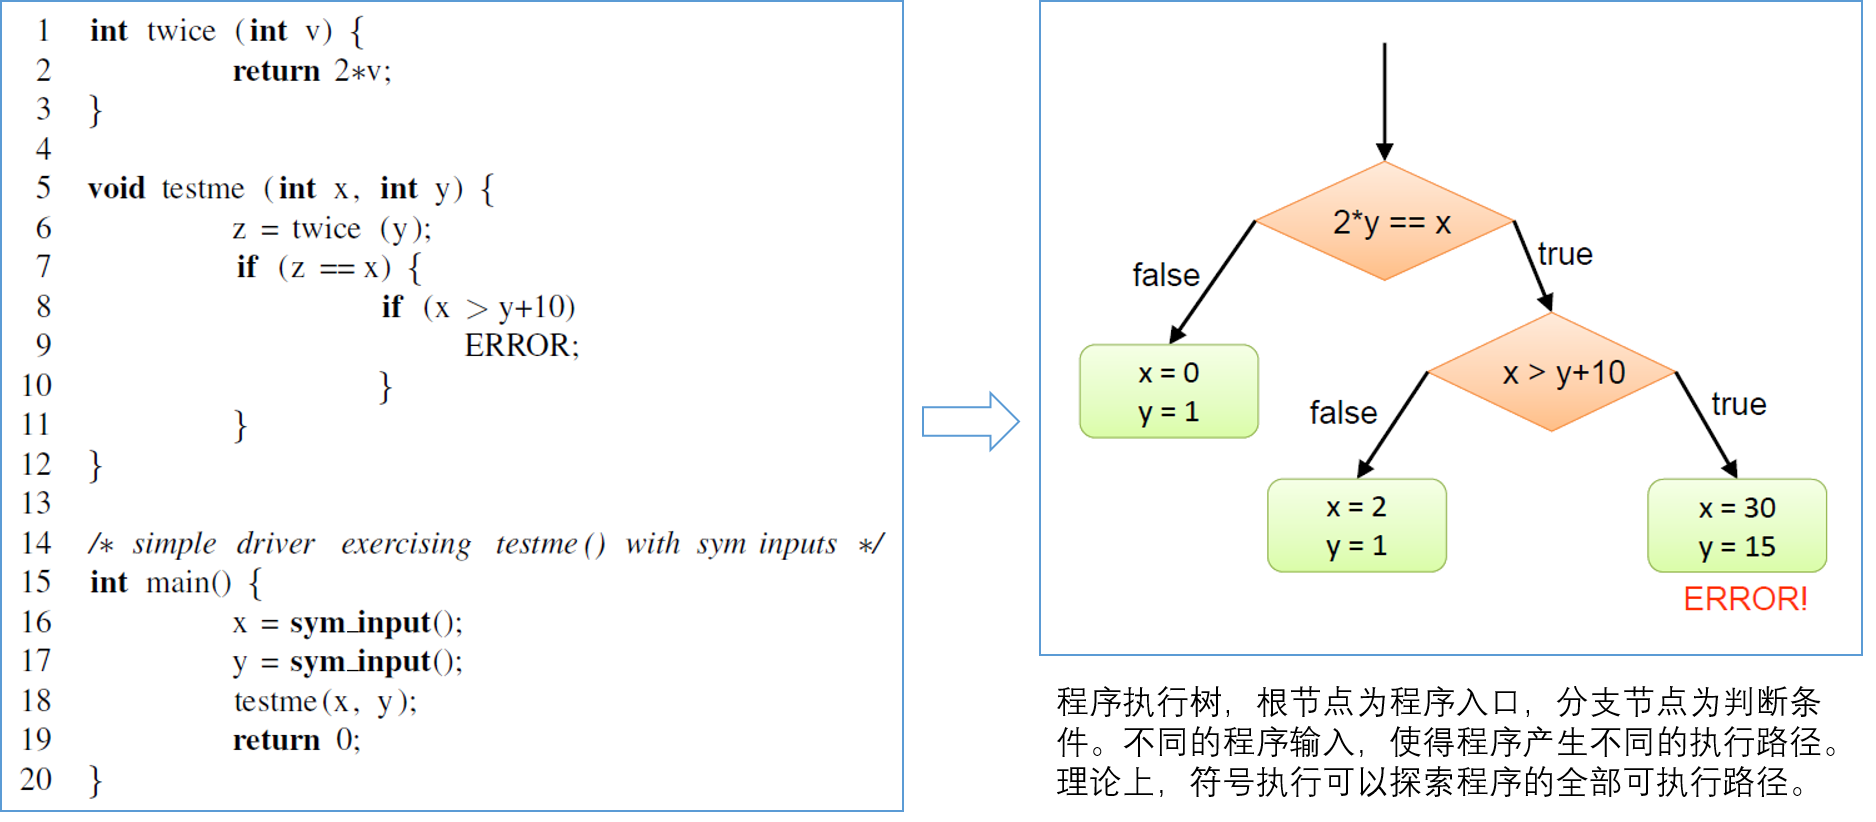 1 int twice (int v) {
2 return 2*v;
3 }
4
5 void testme (int x, int y) {
6 z = twice (y);
7 if (z == x) {
8 if (x > y+10)
9 ERROR;
10 }
11 }
12 }
13
14 /* simple driver exercising testme() with sym inputs */
15 int main() {
16 x = sym_input();
17 y = sym_input();
18 testme(x, y);
19 return 0;
20 }
2*y == x
false
true
x = 0
y = 1
x > y+10
false
true
x = 2
y = 1
x = 30
y = 15
ERROR!
程序执行树，根节点为程序入口，分支节点为判断条
件。不同的程序输入，使得程序产生不同的执行路径。
理论上，符号执行可以探索程序的全部可执行路径。